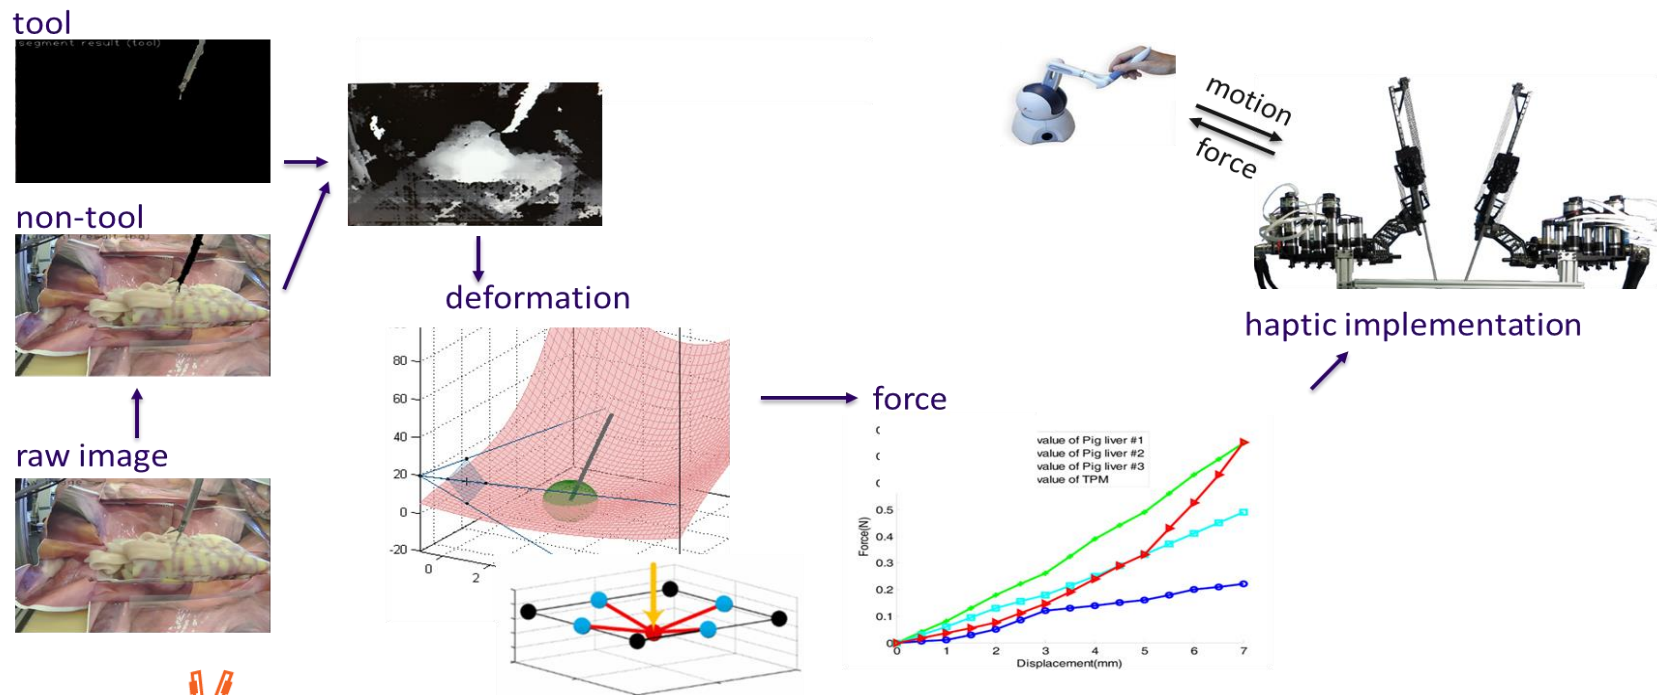 tool
segment result (tool)
non-tool
raw image
deformation
80
60
40
20
0
-20
0
2
force
value of Pig liver #1
value of Pig liver #2
value of Pig liver #3
value of TPM
0.5
0.4
0.3
0.2
0.1
0
Force(N)
0 1 2 3 4 5 6 7
Displacement(mm)
motion
force
haptic implementation